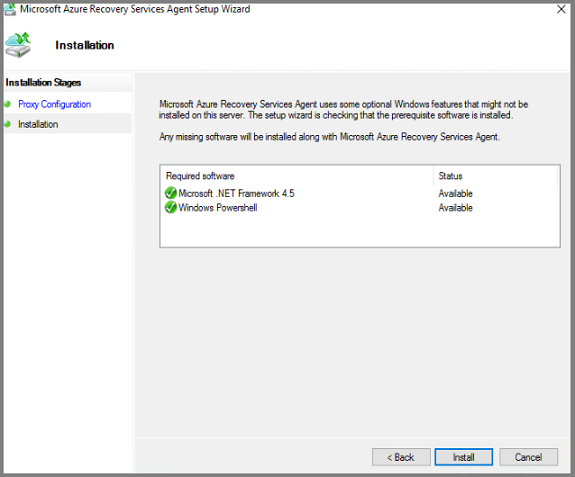 Microsoft Azure Recovery Services Agent Setup Wizard
Installation
Installation Stages
Proxy Configuration
Installation
Microsoft Azure Recovery Services Agent uses some optional Windows features that might not be
installed on this server. The setup wizard is checking that the prerequisite software is installed.
Any missing software will be installed along with Microsoft Azure Recovery Services Agent.
Required software Status
Microsoft .NET Framework 4.5 Available
Windows Powershell Available
< Back Install Cancel